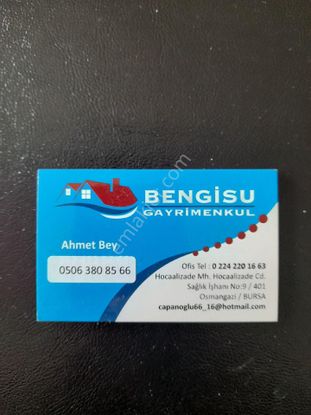 BENGİSU
GAYRİMENKUL
Ahmet Bey
0506 380 85 66
Ofis Tel : 0 224 220 16 63
Hocaalizade Mh. Hocaalizade Cd.
Sağlık İşhanı No:9 / 401
Osmangazi / BURSA
capanoglu66_16@hotmail.com